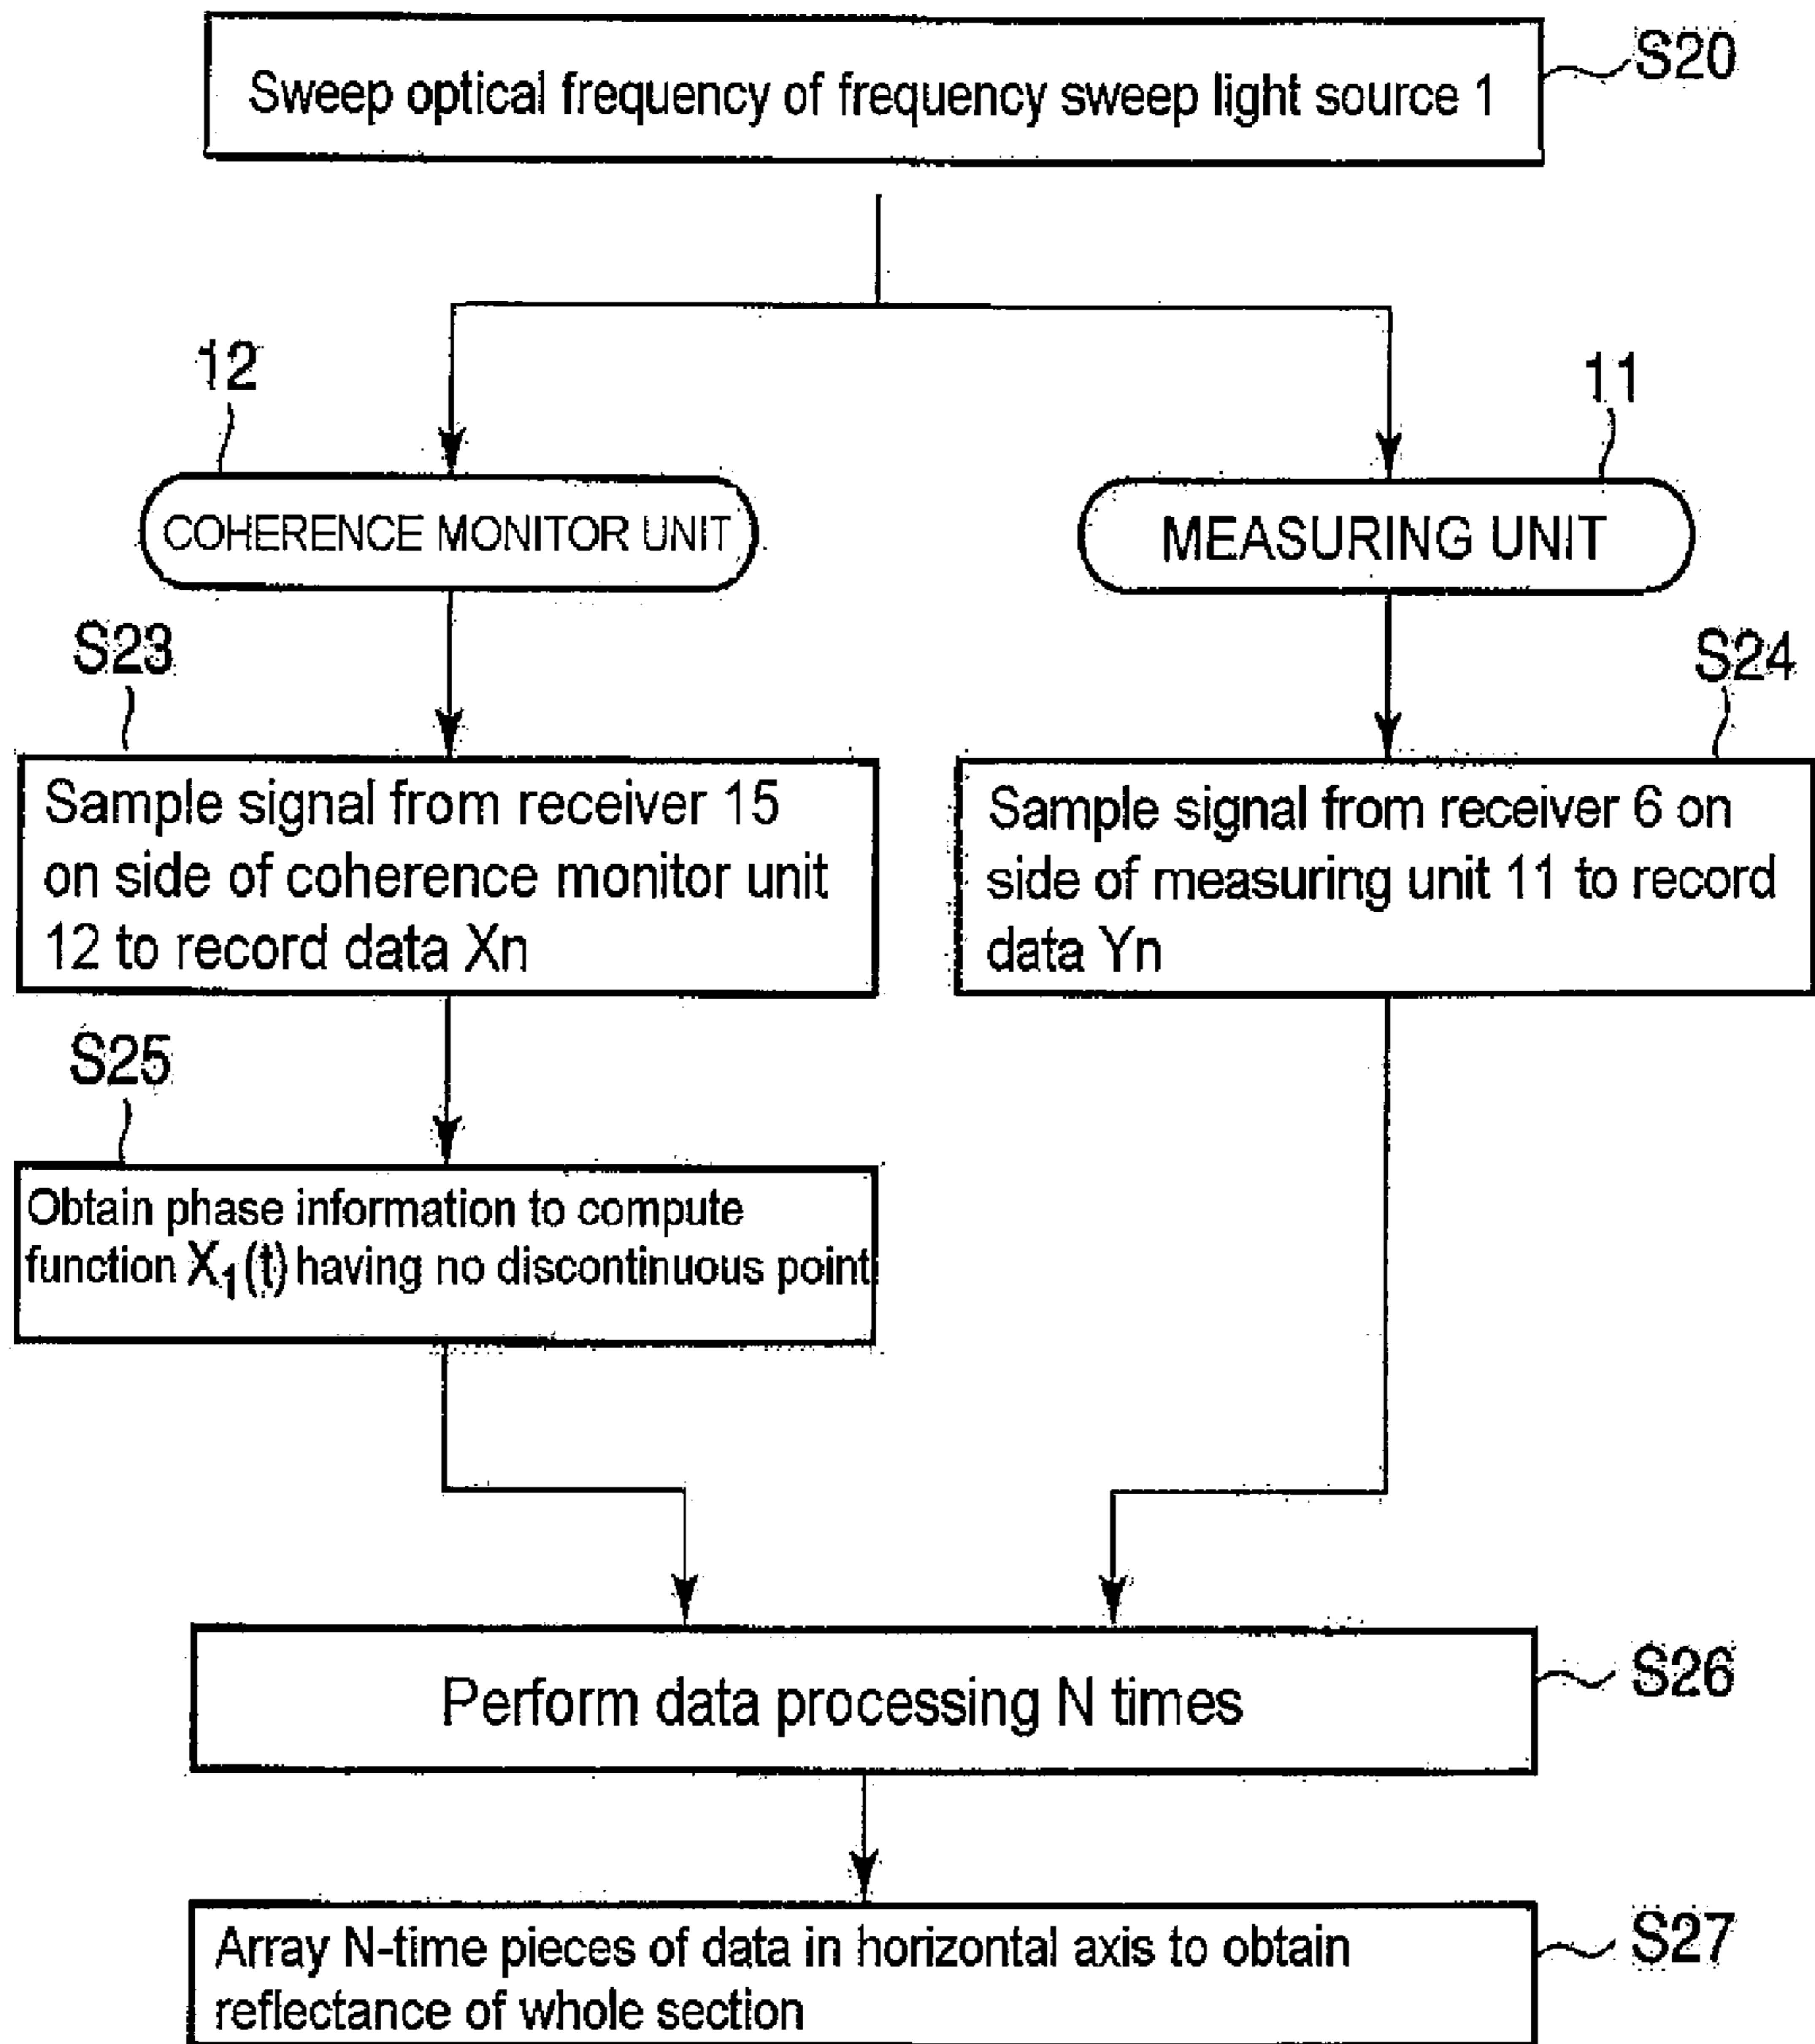 S20
Sweep optical frequency of frequency sweep light source 1
12
11
COHERENCE MONITOR UNIT
MEASURING UNIT
S23
S24
Sample signal from receiver 15
on side of coherence monitor unit
12 to record data Xn
Sample signal from receiver 6 on
side of measuring unit 11 to record
data Yn
S25
Obtain phase information to compute
function X₁(t) having no discontinuous point
Perform data processing N times
S26
Array N-time pieces of data in horizontal axis to obtain
reflectance of whole section
S27